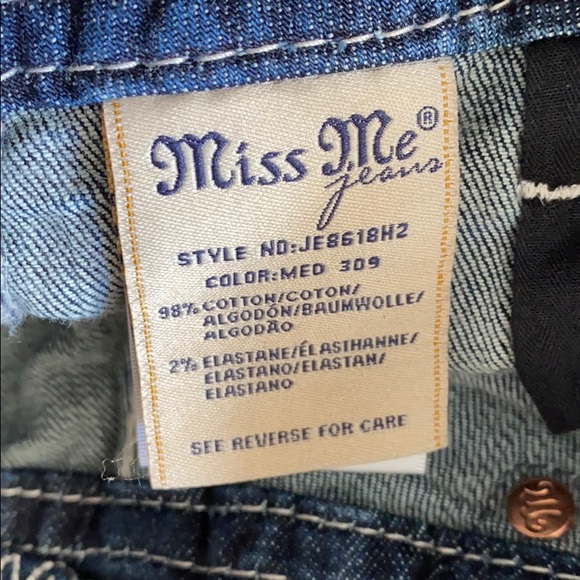 Miss Me®
jeans
STYLE NO:JE8618H2
COLOR:MED 309
98% COTTON/COTON/
ALGODÓN/BAUMWOLLE/
ALGODÃO
2% ELASTANE/ÉLASTHANNE/
ELASTANO/ELASTAN/
ELASTANO
SEE REVERSE FOR CARE